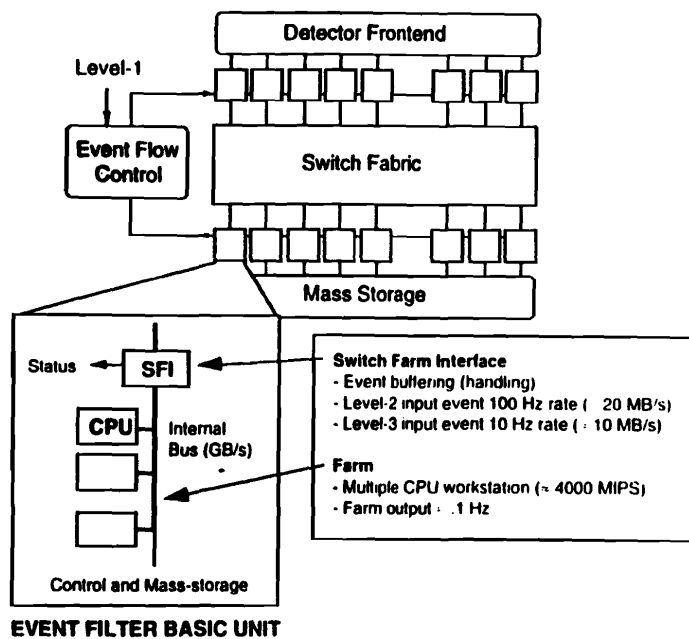 Detector Frontend
Level-1
Event Flow
Control
Switch Fabric
Mass Storage
Status
SFI
CPU
Internal
Bus (GB/s)
Control and Mass-storage
Switch Farm Interface
- Event buffering (handling)
- Level-2 input event 100 Hz rate ( 20 MB/s)
- Level-3 input event 10 Hz rate ( 10 MB/s)
Farm
- Multiple CPU workstation (≈ 4000 MIPS)
- Farm output .1 Hz
EVENT FILTER BASIC UNIT